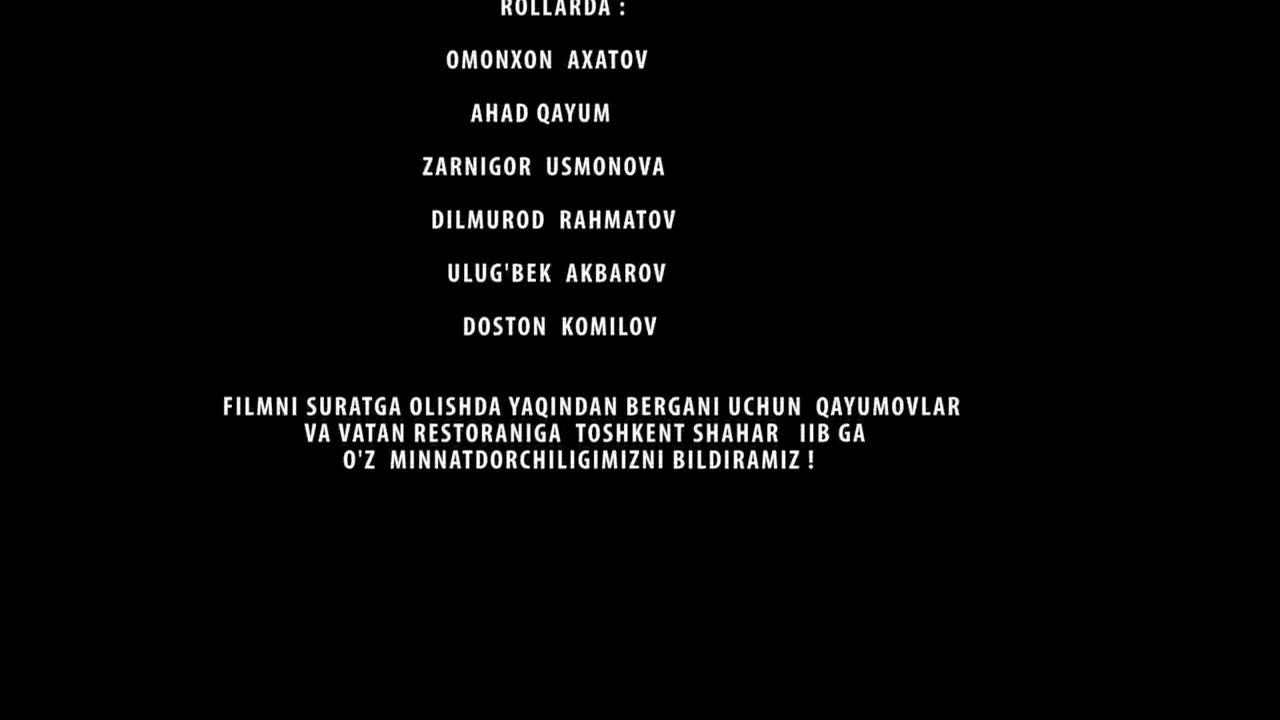 ROLLARDA :
OMONXON AXATOV
AHAD QAYUM
ZARNIGOR USMONOVA
DILMUROD RAHMATOV
ULUG'BEK AKBAROV
DOSTON KOMILOV
FILMNI SURATGA OLISHDA YAQINDAN BERGANI UCHUN QAYUMOVLAR
VA VATAN RESTORANIGA TOSHKENT SHAHAR IIB GA
O'Z MINNATDORCHILIGIMIZNI BILDIRAMIZ !